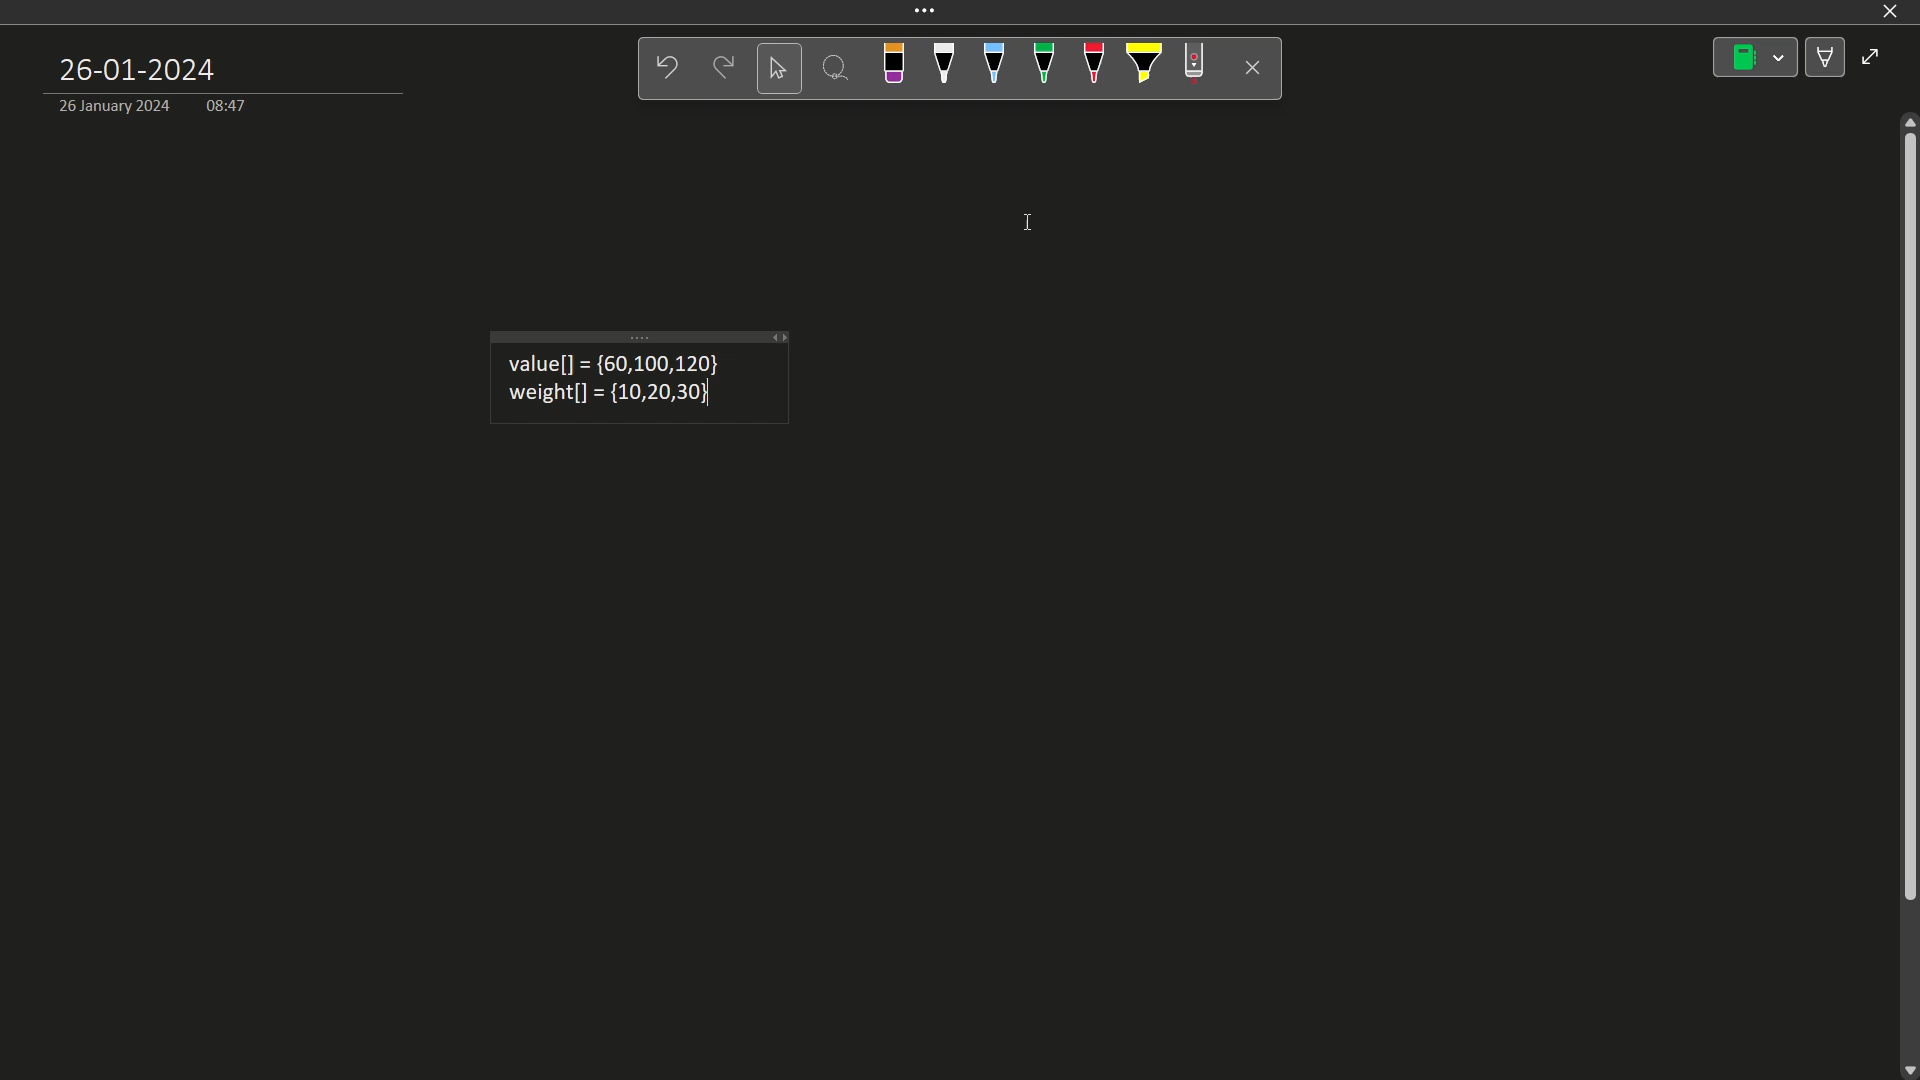 26-01-2024
26 January 2024 08:47
value[] = {60,100,120}
weight[] = {10,20,30}